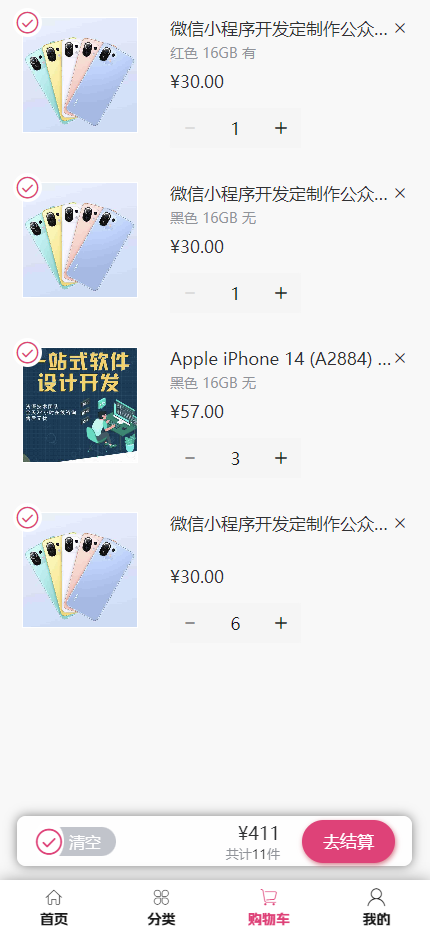 微信小程序开发定制作公众... ×
红色 16GB 有
¥30.00
− 1 +
微信小程序开发定制作公众... ×
黑色 16GB 无
¥30.00
− 1 +
一站式软件
设计开发
Apple iPhone 14 (A2884) ... ×
黑色 16GB 无
¥57.00
− 3 +
微信小程序开发定制作公众... ×
¥30.00
− 6 +
清空
¥411
共计11件
去结算
首页 分类 购物车 我的